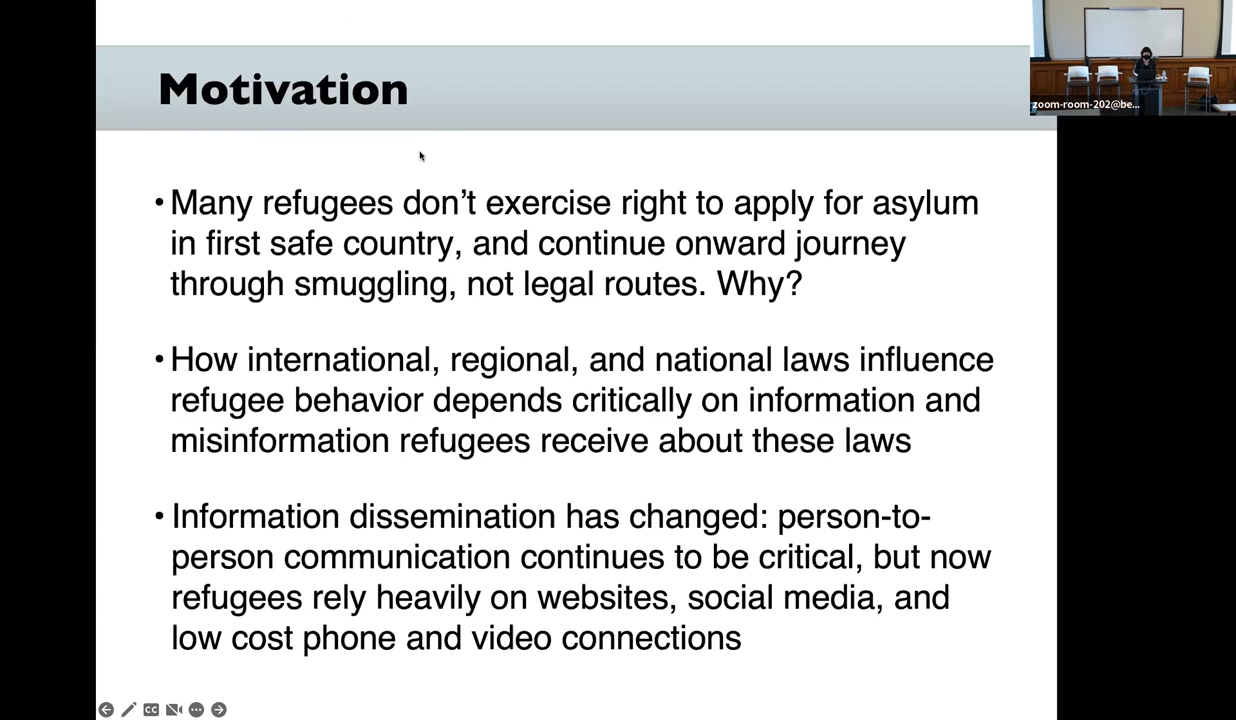 Motivation
zoom-room-202@be...
• Many refugees don’t exercise right to apply for asylum
in first safe country, and continue onward journey
through smuggling, not legal routes. Why?
• How international, regional, and national laws influence
refugee behavior depends critically on information and
misinformation refugees receive about these laws
• Information dissemination has changed: person-to-
person communication continues to be critical, but now
refugees rely heavily on websites, social media, and
low cost phone and video connections
CC